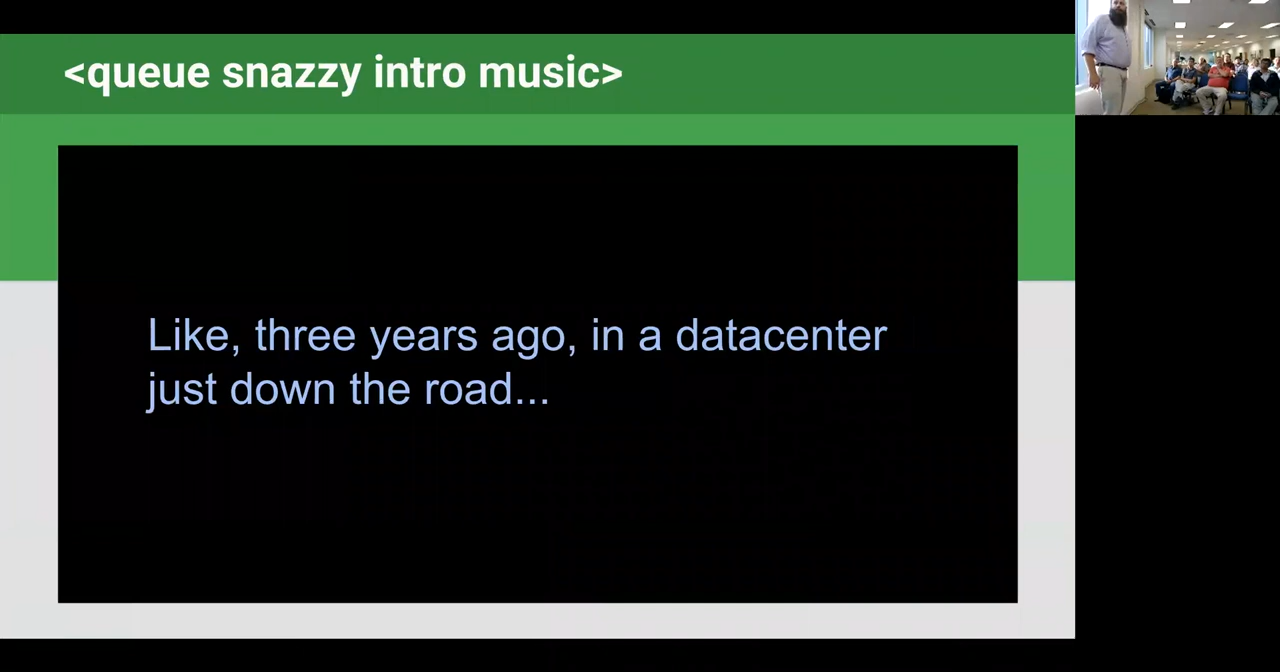 <queue snazzy intro music>
Like, three years ago, in a datacenter
just down the road...